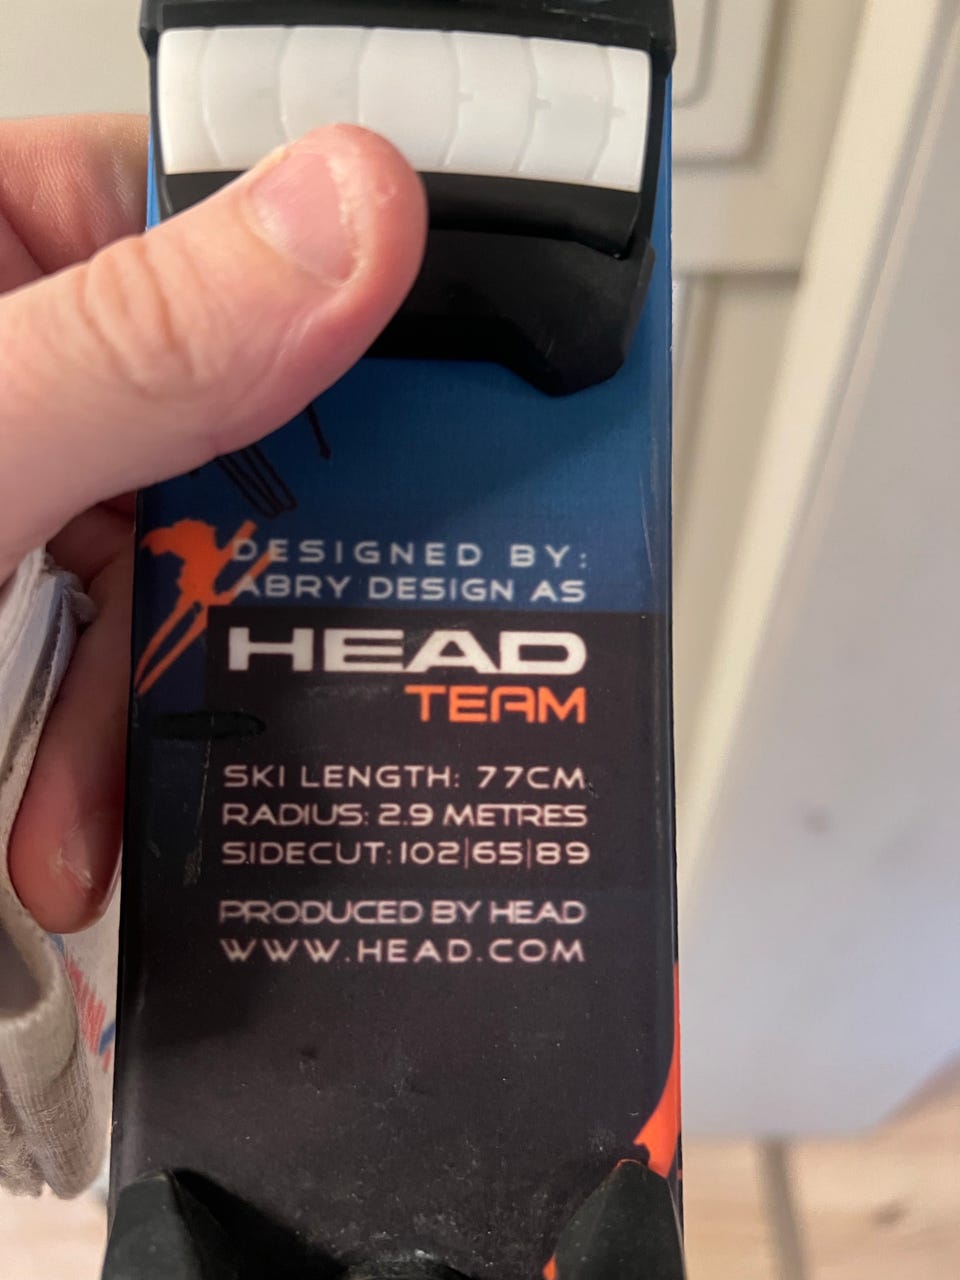 DESIGNED BY:
ABRY DESIGN AS
HEAD
TEAM
SKI LENGTH: 77CM
RADIUS: 2.9 METRES
SIDECUT: 102|65|89
PRODUCED BY HEAD
WWW.HEAD.COM